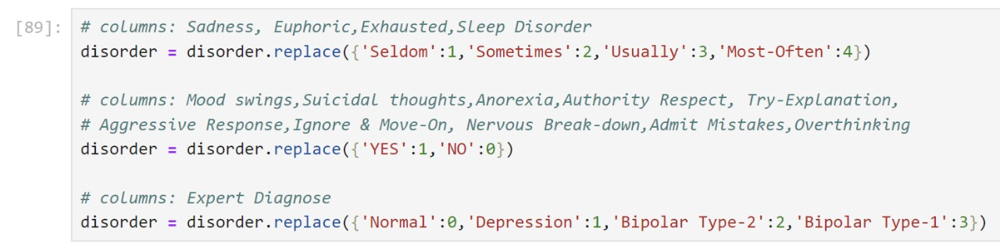 [89]: # columns: Sadness, Euphoric,Exhausted,Sleep Disorder
disorder = disorder.replace({'Seldom':1,'Sometimes':2,'Usually':3,'Most-Often':4})
# columns: Mood swings,Suicidal thoughts,Anorexia,Authority Respect, Try-Explanation,
# Aggressive Response,Ignore & Move-On, Nervous Break-down,Admit Mistakes,Overthinking
disorder = disorder.replace({'YES':1,'NO':0})
# columns: Expert Diagnose
disorder = disorder.replace({'Normal':0,'Depression':1,'Bipolar Type-2':2,'Bipolar Type-1':3})